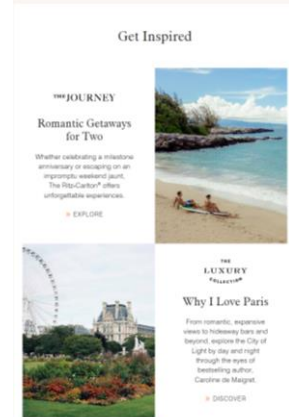 Get Inspired
THE JOURNEY
Romantic Getaways
for Two
Whether celebrating a milestone
anniversary or escaping on an
impromptu weekend jaunt,
The Ritz-Carlton® offers
unforgettable experiences.
» EXPLORE
THE
LUXURY
COLLECTION
Why I Love Paris
From romantic, expansive
views to hideaway bars and
beyond, explore the City of
Light by day and night
through the eyes of
bestselling author,
Caroline de Maigret.
» DISCOVER